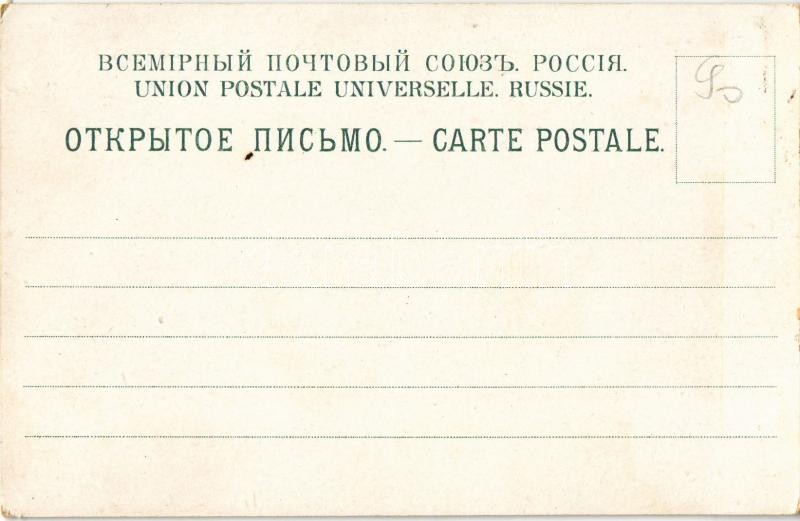 ВСЕМІРНЫЙ ПОЧТОВЫЙ СОЮЗЪ. РОССІЯ.
UNION POSTALE UNIVERSELLE. RUSSIE.
ОТКРЫТОЕ ПИСЬМО. — CARTE POSTALE.